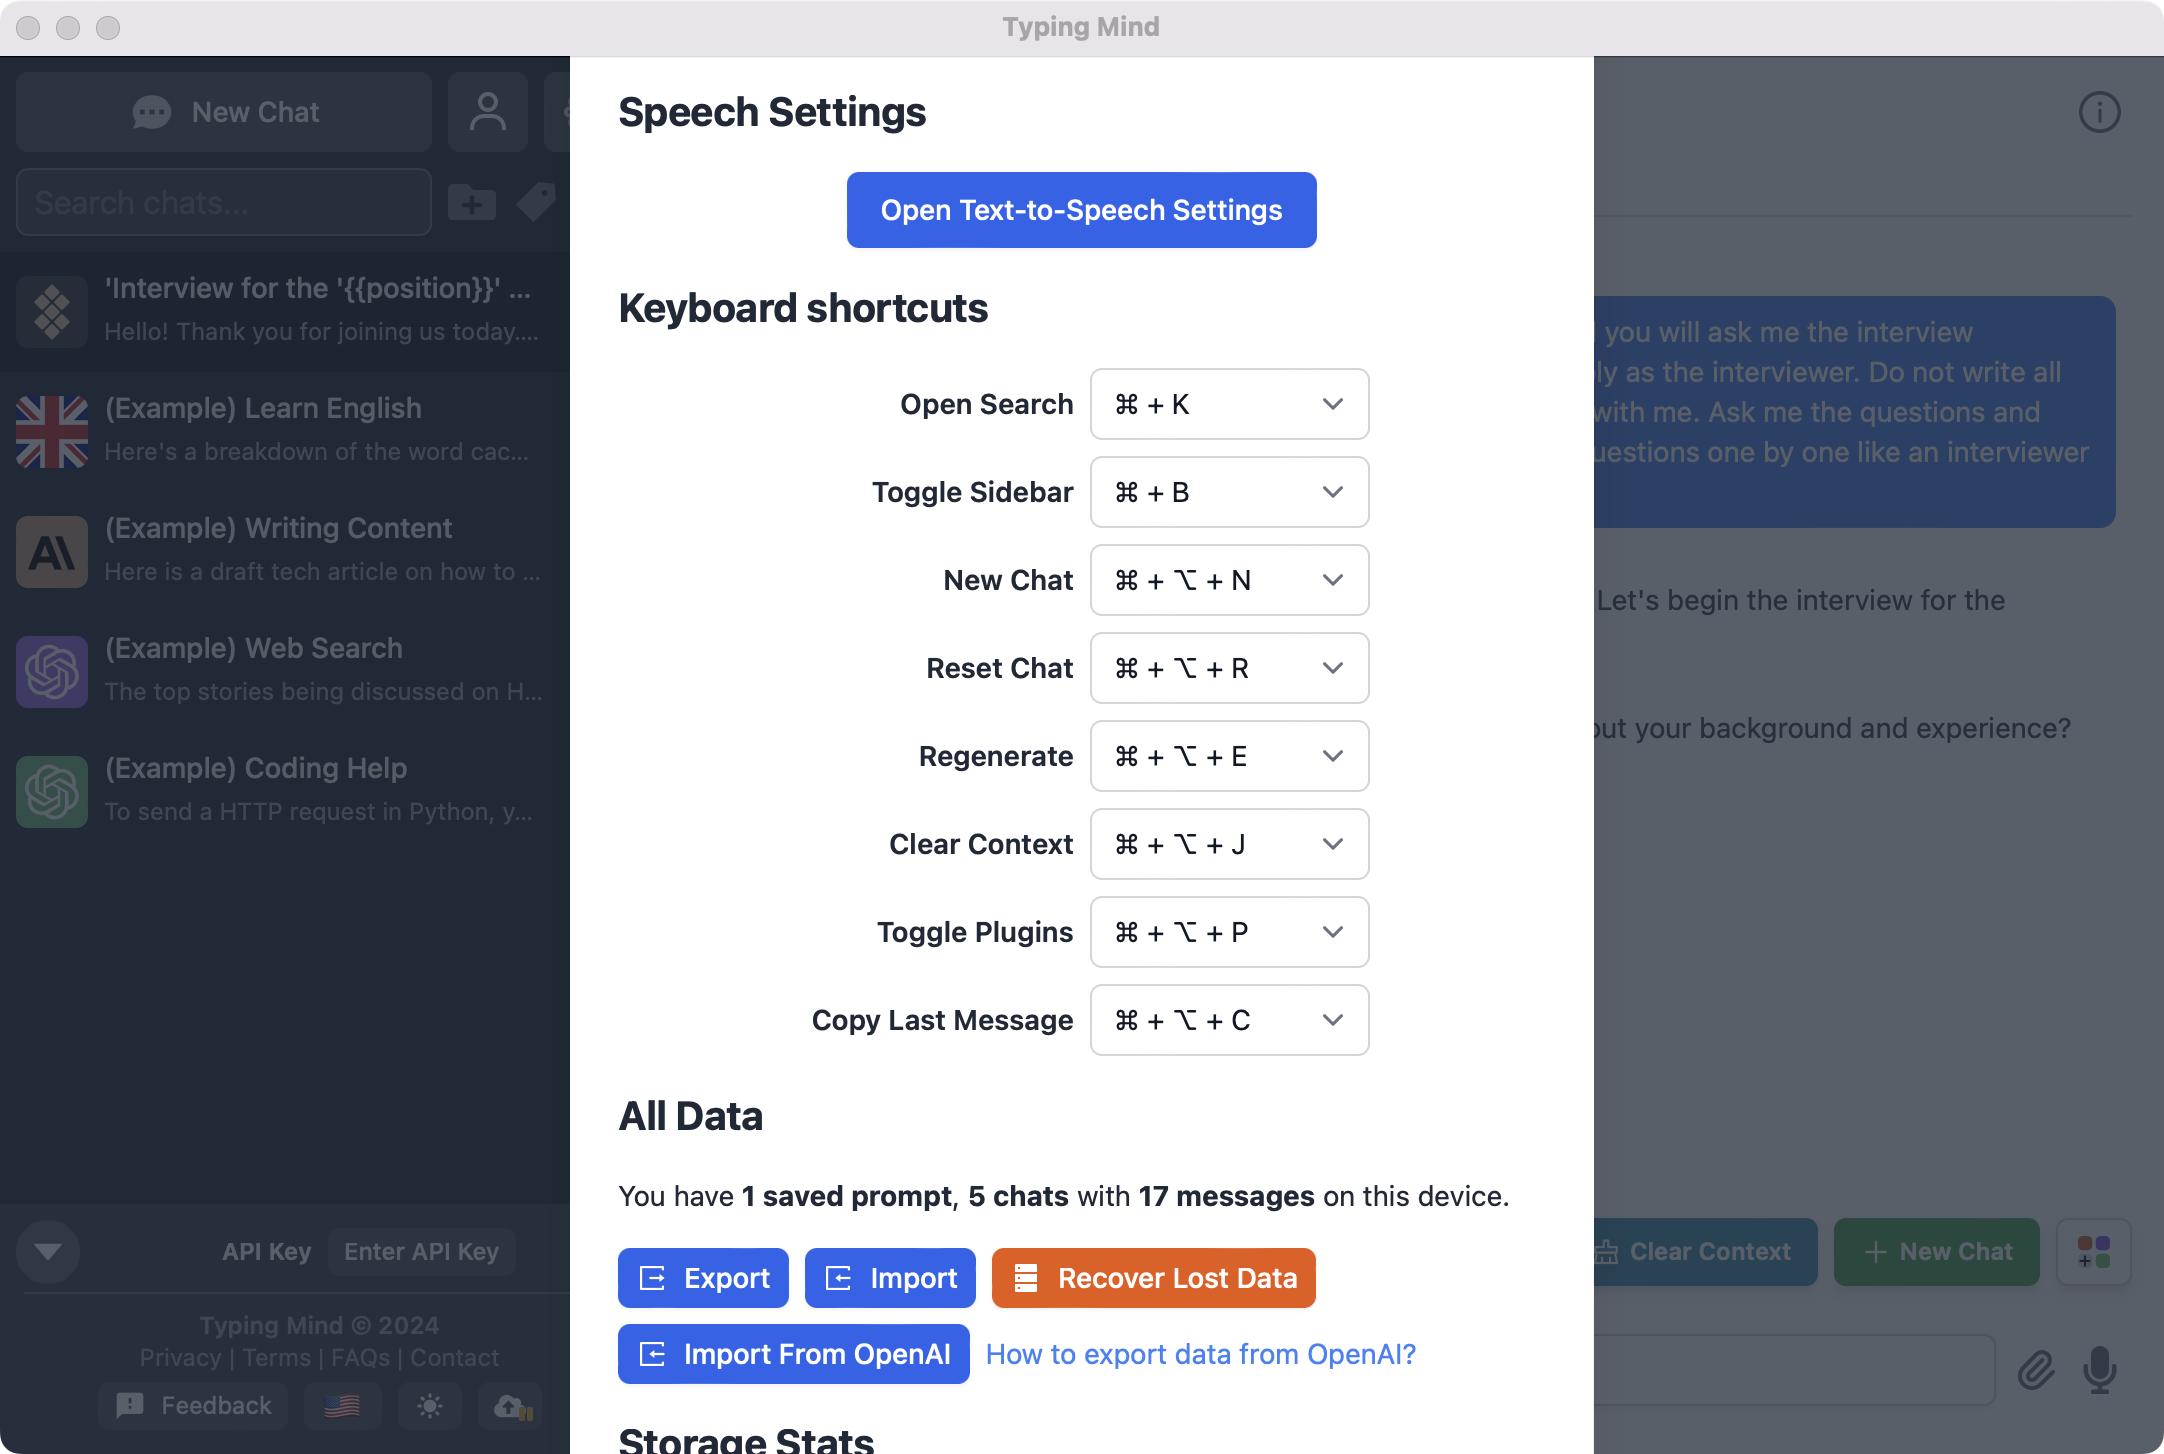 Typing Mind
New Chat
Search chats...
'Interview for the '{{position}}' ...
Hello! Thank you for joining us today....
(Example) Learn English
Here's a breakdown of the word cac...
(Example) Writing Content
Here is a draft tech article on how to ...
(Example) Web Search
The top stories being discussed on H...
(Example) Coding Help
To send a HTTP request in Python, y...
API Key Enter API Key
Typing Mind © 2024
Privacy | Terms | FAQs | Contact
Feedback
Speech Settings
Open Text-to-Speech Settings
Keyboard shortcuts
Open Search ⌘ + K
Toggle Sidebar ⌘ + B
New Chat ⌘ + ⌥ + N
Reset Chat ⌘ + ⌥ + R
Regenerate ⌘ + ⌥ + E
Clear Context ⌘ + ⌥ + J
Toggle Plugins ⌘ + ⌥ + P
Copy Last Message ⌘ + ⌥ + C
All Data
You have 1 saved prompt, 5 chats with 17 messages on this device.
Export Import Recover Lost Data
Import From OpenAI How to export data from OpenAI?
Storage Stats
you will ask me the interview
as the interviewer. Do not write all
with me. Ask me the questions and
one by one like an interviewer
Let's begin the interview for the
your background and experience?
Clear Context New Chat